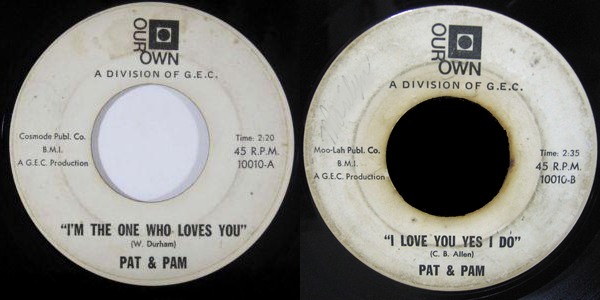 OUR OWN
A DIVISION OF G.E.C.
Cosmode Publ. Co.
B.M.I.
A G.E.C. Production
Time: 2:20
45 R.P.M.
10010-A
"I'M THE ONE WHO LOVES YOU"
(W. Durham)
PAT & PAM
OUR OWN
A DIVISION OF G.E.C.
Moo-Lah Publ. Co.
B.M.I.
A G.E.C. Production
Time: 2:35
45 R.P.M.
10010-B
"I LOVE YOU YES I DO"
(C. B. Allen)
PAT & PAM